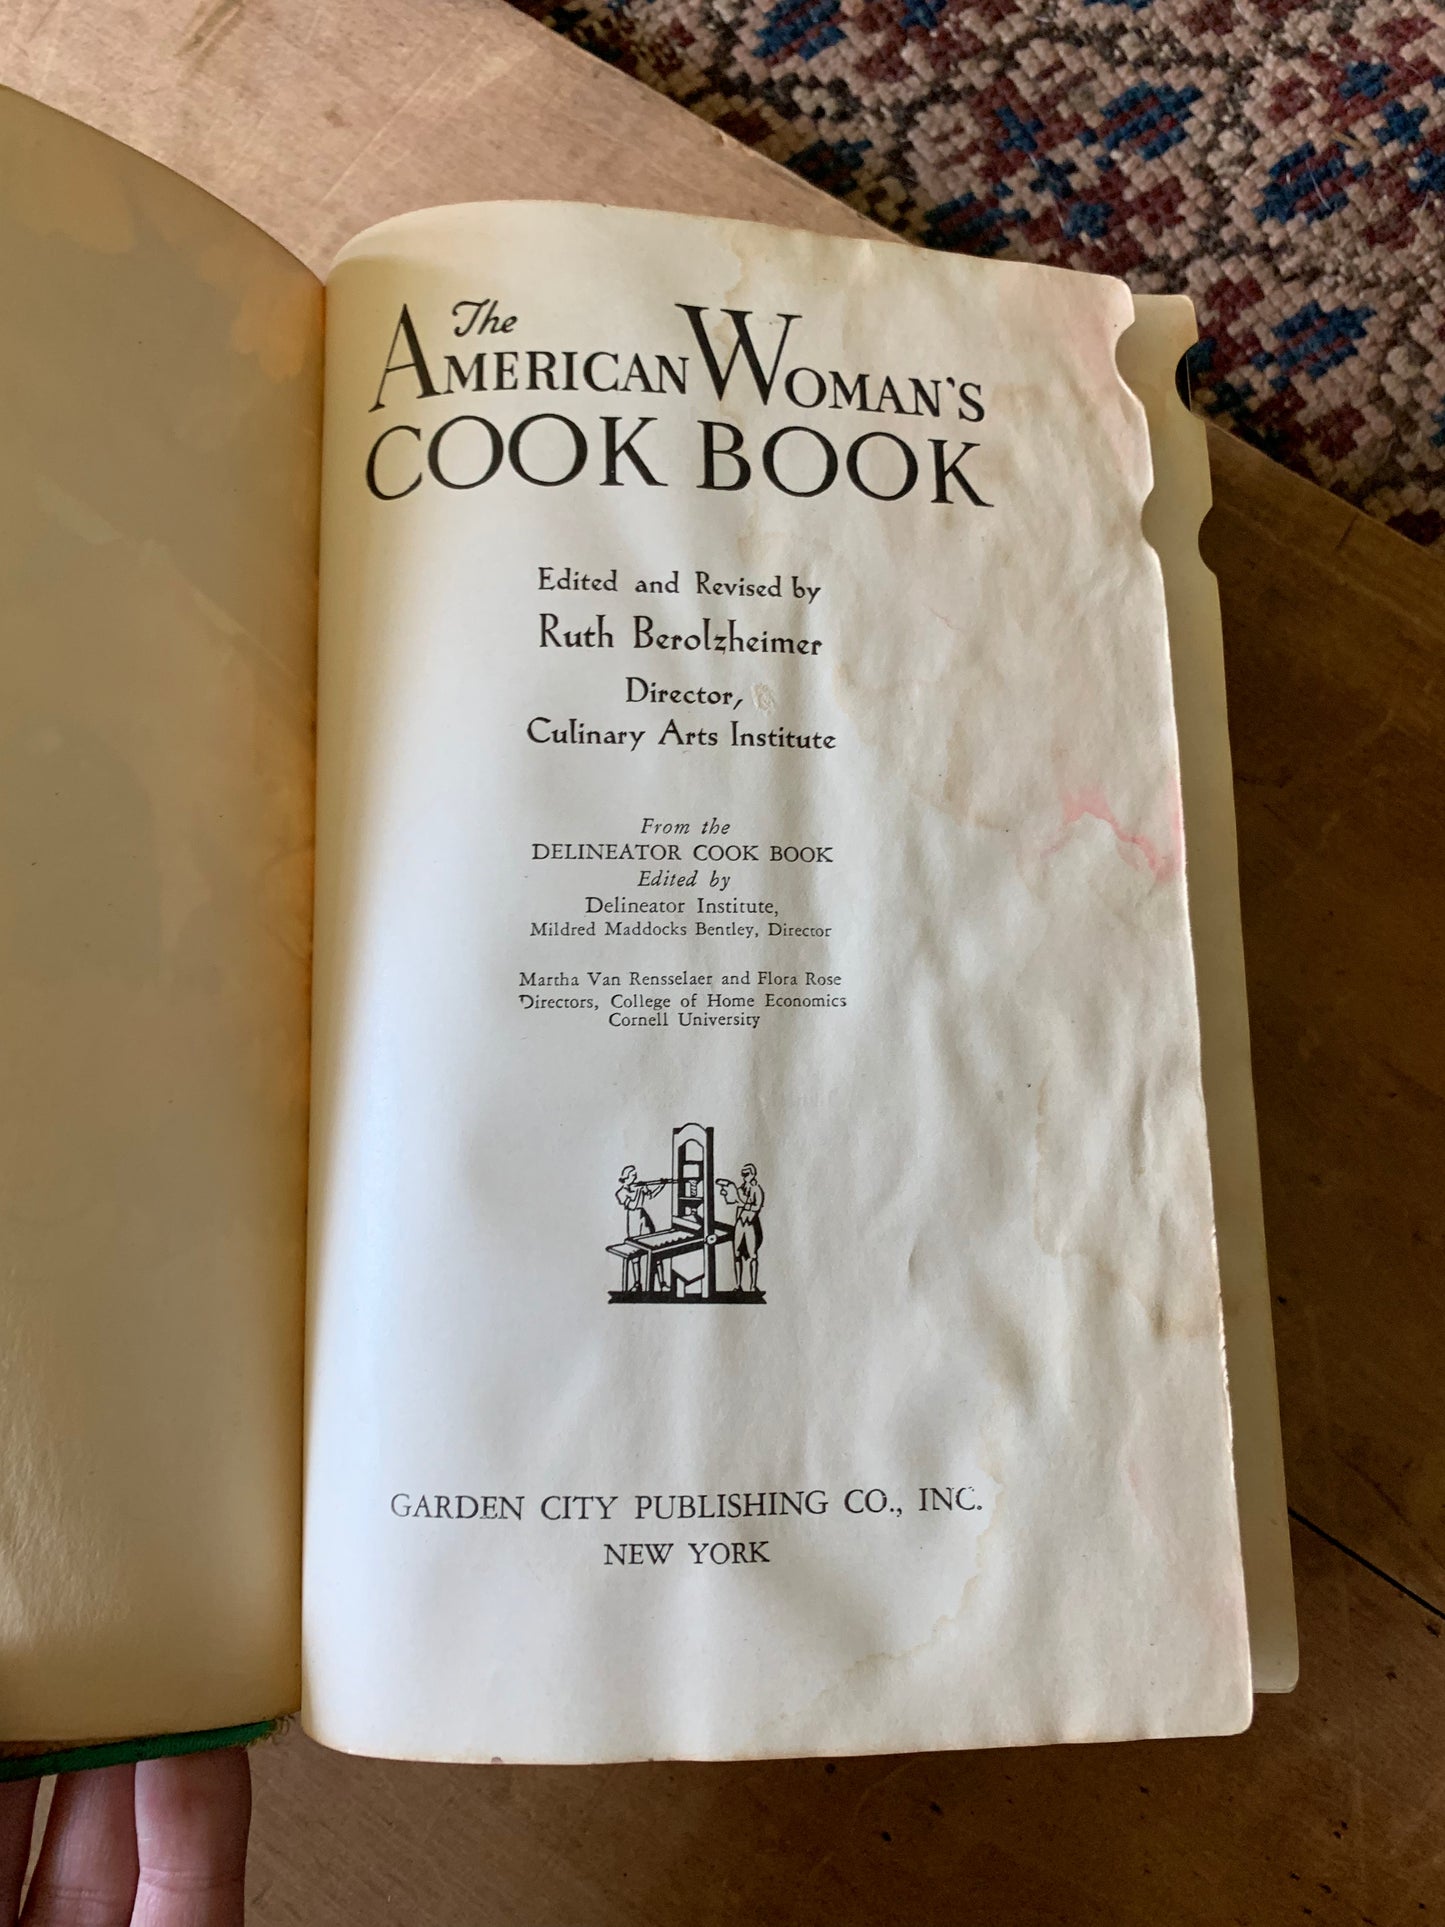 The
AMERICAN WOMAN'S
COOK BOOK
Edited and Revised by
Ruth Berolzheimer
Director,
Culinary Arts Institute
From the
DELINEATOR COOK BOOK
Edited by
Delineator Institute,
Mildred Maddocks Bentley, Director
Martha Van Rensselaer and Flora Rose
Directors, College of Home Economics
Cornell University
GARDEN CITY PUBLISHING CO., INC.
NEW YORK